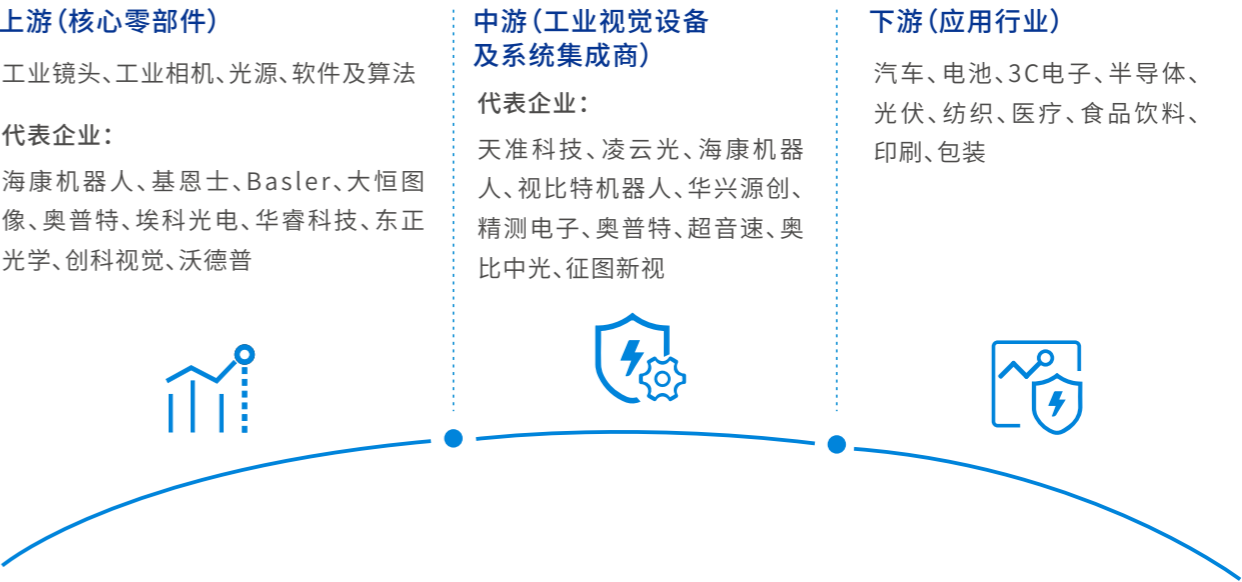 上游（核心零部件）
工业镜头、工业相机、光源、软件及算法
代表企业：
海康机器人、基恩士、Basler、大恒图
像、奥普特、埃科光电、华睿科技、东正
光学、创科视觉、沃德普
中游（工业视觉设备
及系统集成商）
代表企业：
天准科技、凌云光、海康机器
人、视比特机器人、华兴源创、
精测电子、奥普特、超音速、奥
比中光、征图新视
下游（应用行业）
汽车、电池、3C电子、半导体、
光伏、纺织、医疗、食品饮料、
印刷、包装